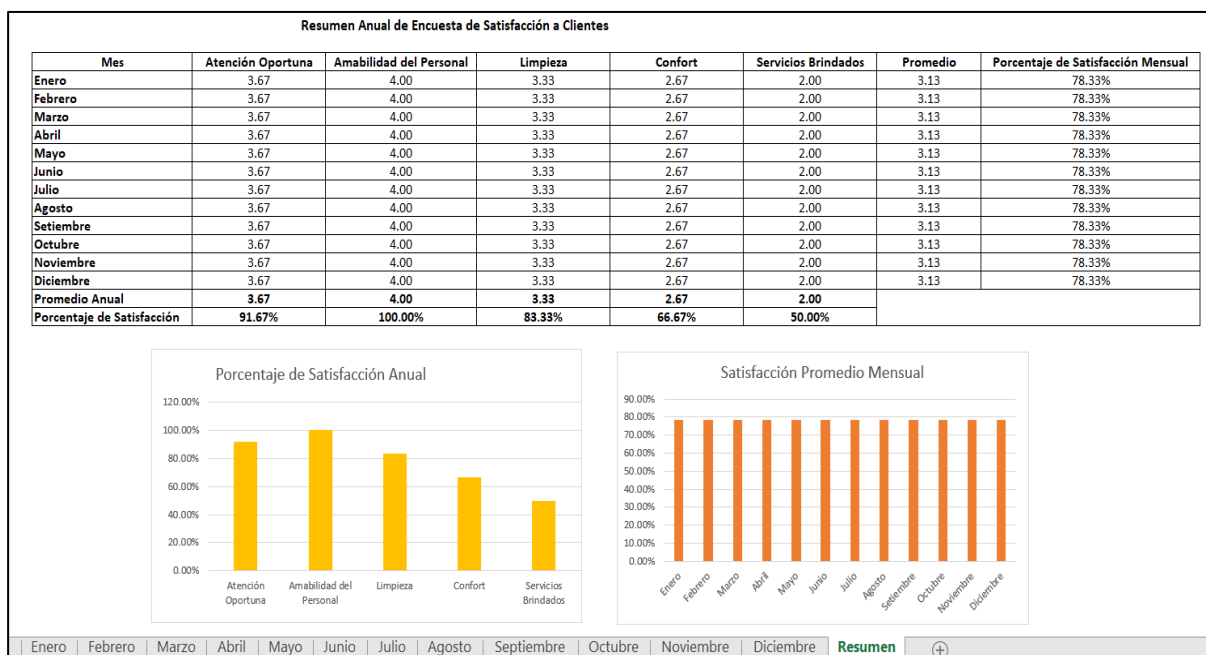 Resumen Anual de Encuesta de Satisfacción a Clientes
Mes Atención Oportuna Amabilidad del Personal Limpieza Confort Servicios Brindados Promedio Porcentaje de Satisfacción Mensual
Enero 3.67 4.00 3.33 2.67 2.00 3.13 78.33%
Febrero 3.67 4.00 3.33 2.67 2.00 3.13 78.33%
Marzo 3.67 4.00 3.33 2.67 2.00 3.13 78.33%
Abril 3.67 4.00 3.33 2.67 2.00 3.13 78.33%
Mayo 3.67 4.00 3.33 2.67 2.00 3.13 78.33%
Junio 3.67 4.00 3.33 2.67 2.00 3.13 78.33%
Julio 3.67 4.00 3.33 2.67 2.00 3.13 78.33%
Agosto 3.67 4.00 3.33 2.67 2.00 3.13 78.33%
Setiembre 3.67 4.00 3.33 2.67 2.00 3.13 78.33%
Octubre 3.67 4.00 3.33 2.67 2.00 3.13 78.33%
Noviembre 3.67 4.00 3.33 2.67 2.00 3.13 78.33%
Diciembre 3.67 4.00 3.33 2.67 2.00 3.13 78.33%
Promedio Anual 3.67 4.00 3.33 2.67 2.00
Porcentaje de Satisfacción 91.67% 100.00% 83.33% 66.67% 50.00%
Porcentaje de Satisfacción Anual
120.00%
100.00%
80.00%
60.00%
40.00%
20.00%
0.00%
Atención Amabilidad del Limpieza Confort Servicios
Oportuna Personal Brindados
Satisfacción Promedio Mensual
90.00%
80.00%
70.00%
60.00%
50.00%
40.00%
30.00%
20.00%
10.00%
0.00%
Enero Febrero Marzo Abril Mayo Junio Julio Agosto Setiembre Octubre Noviembre Diciembre
Enero Febrero Marzo Abril Mayo Junio Julio Agosto Septiembre Octubre Noviembre Diciembre Resumen